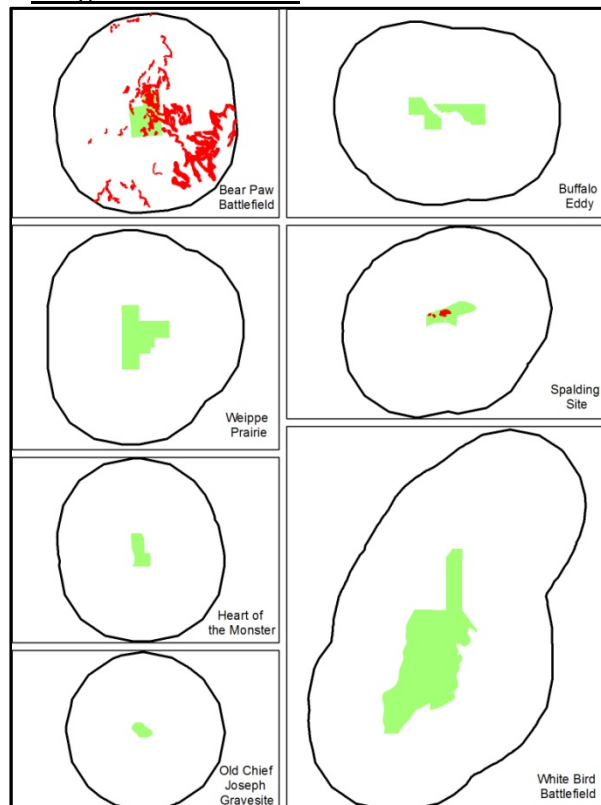 Bear Paw
Battlefield
Buffalo
Eddy
Weippe
Prairie
Spalding
Site
Heart of
the Monster
Old Chief
Joseph
Gravesite
White Bird
Battlefield